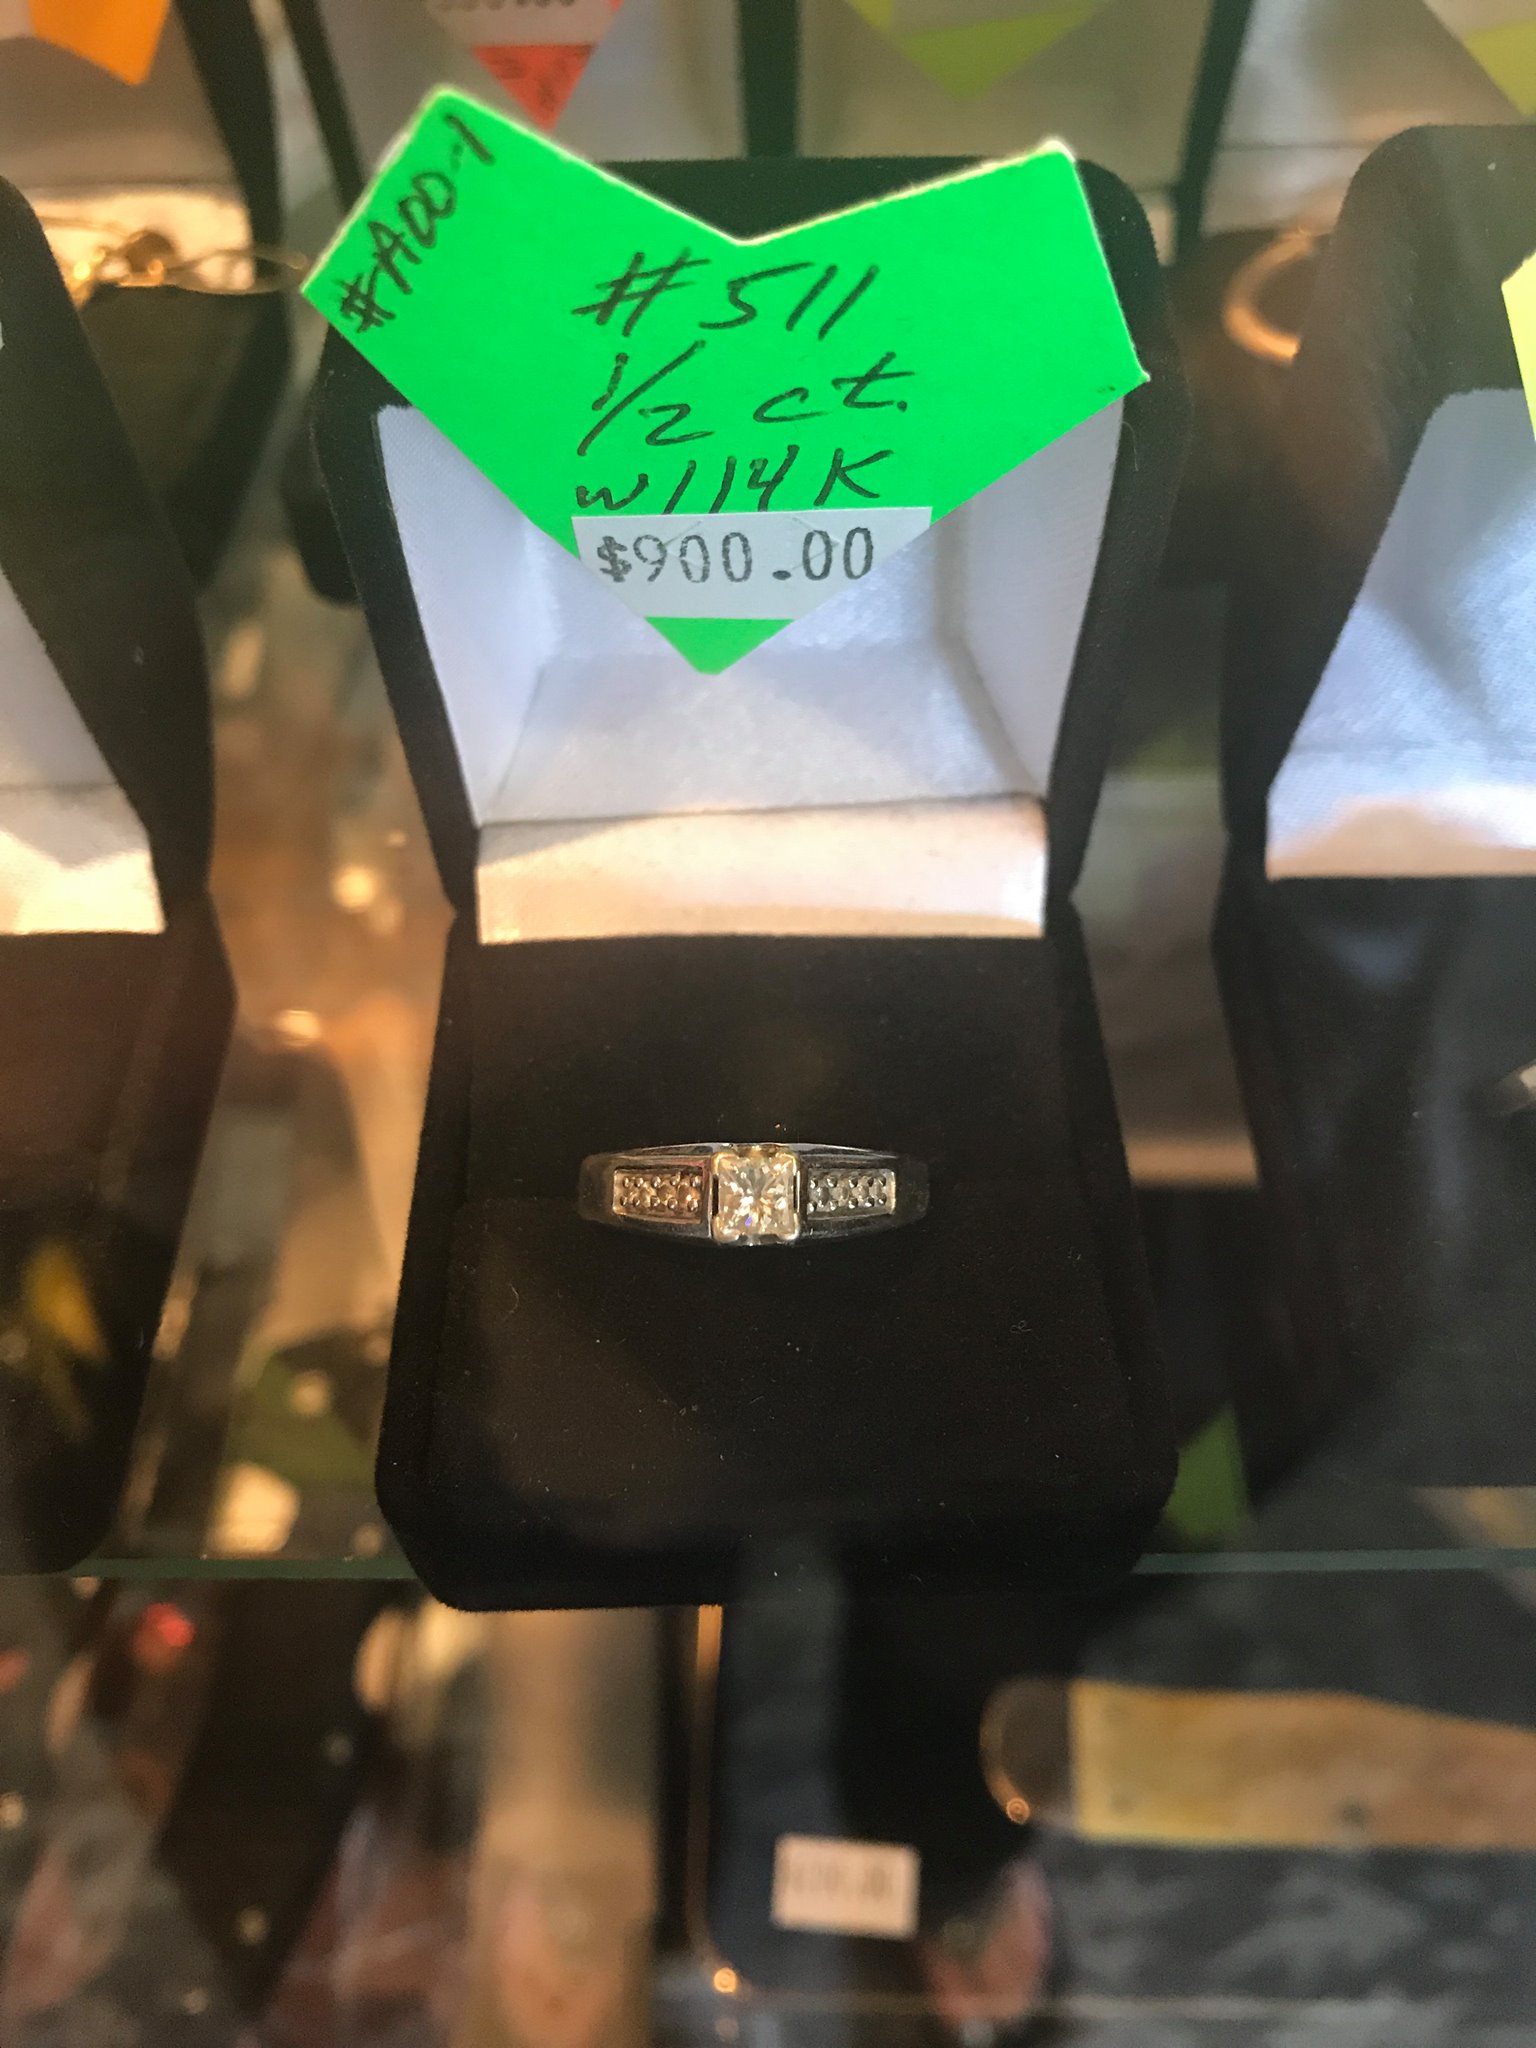 #A00-1
#511
1/2 ct.
w/14K
$900.00